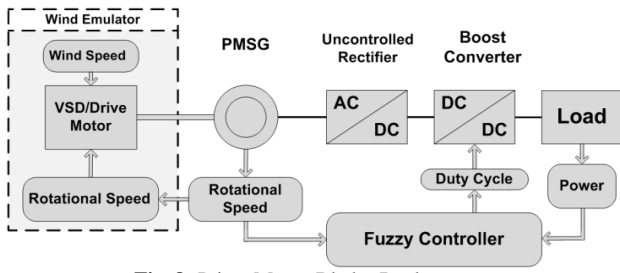 Wind Emulator
Wind Speed
VSD/Drive
Motor
Rotational Speed
PMSG
Rotational
Speed
Uncontrolled
Rectifier
AC
DC
Boost
Converter
DC
DC
Duty Cycle
Load
Power
Fuzzy Controller